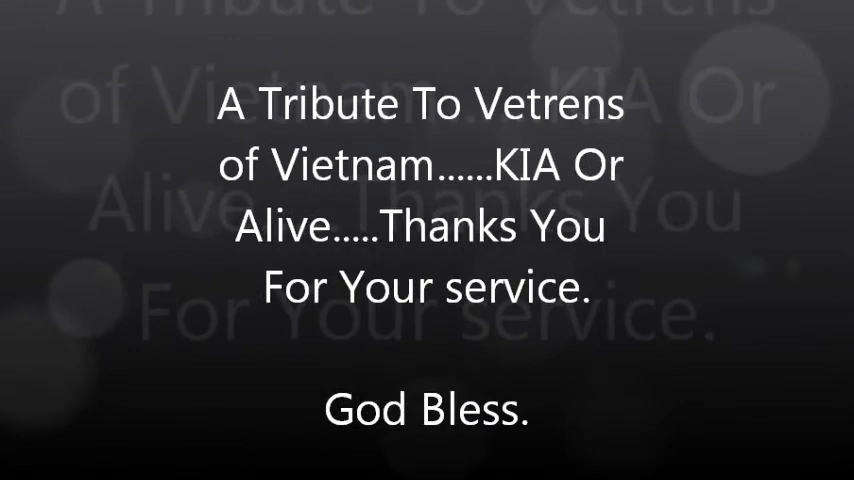 A Tribute To Vetrens
of Vietnam......KIA Or
Alive.....Thanks You
For Your service.
God Bless.